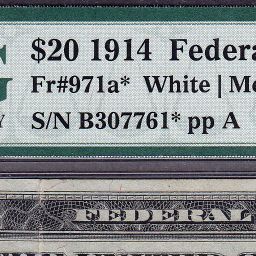 $20 1914 Federa
Fr#971a* White | Me
S/N B307761* pp A
FEDERAL